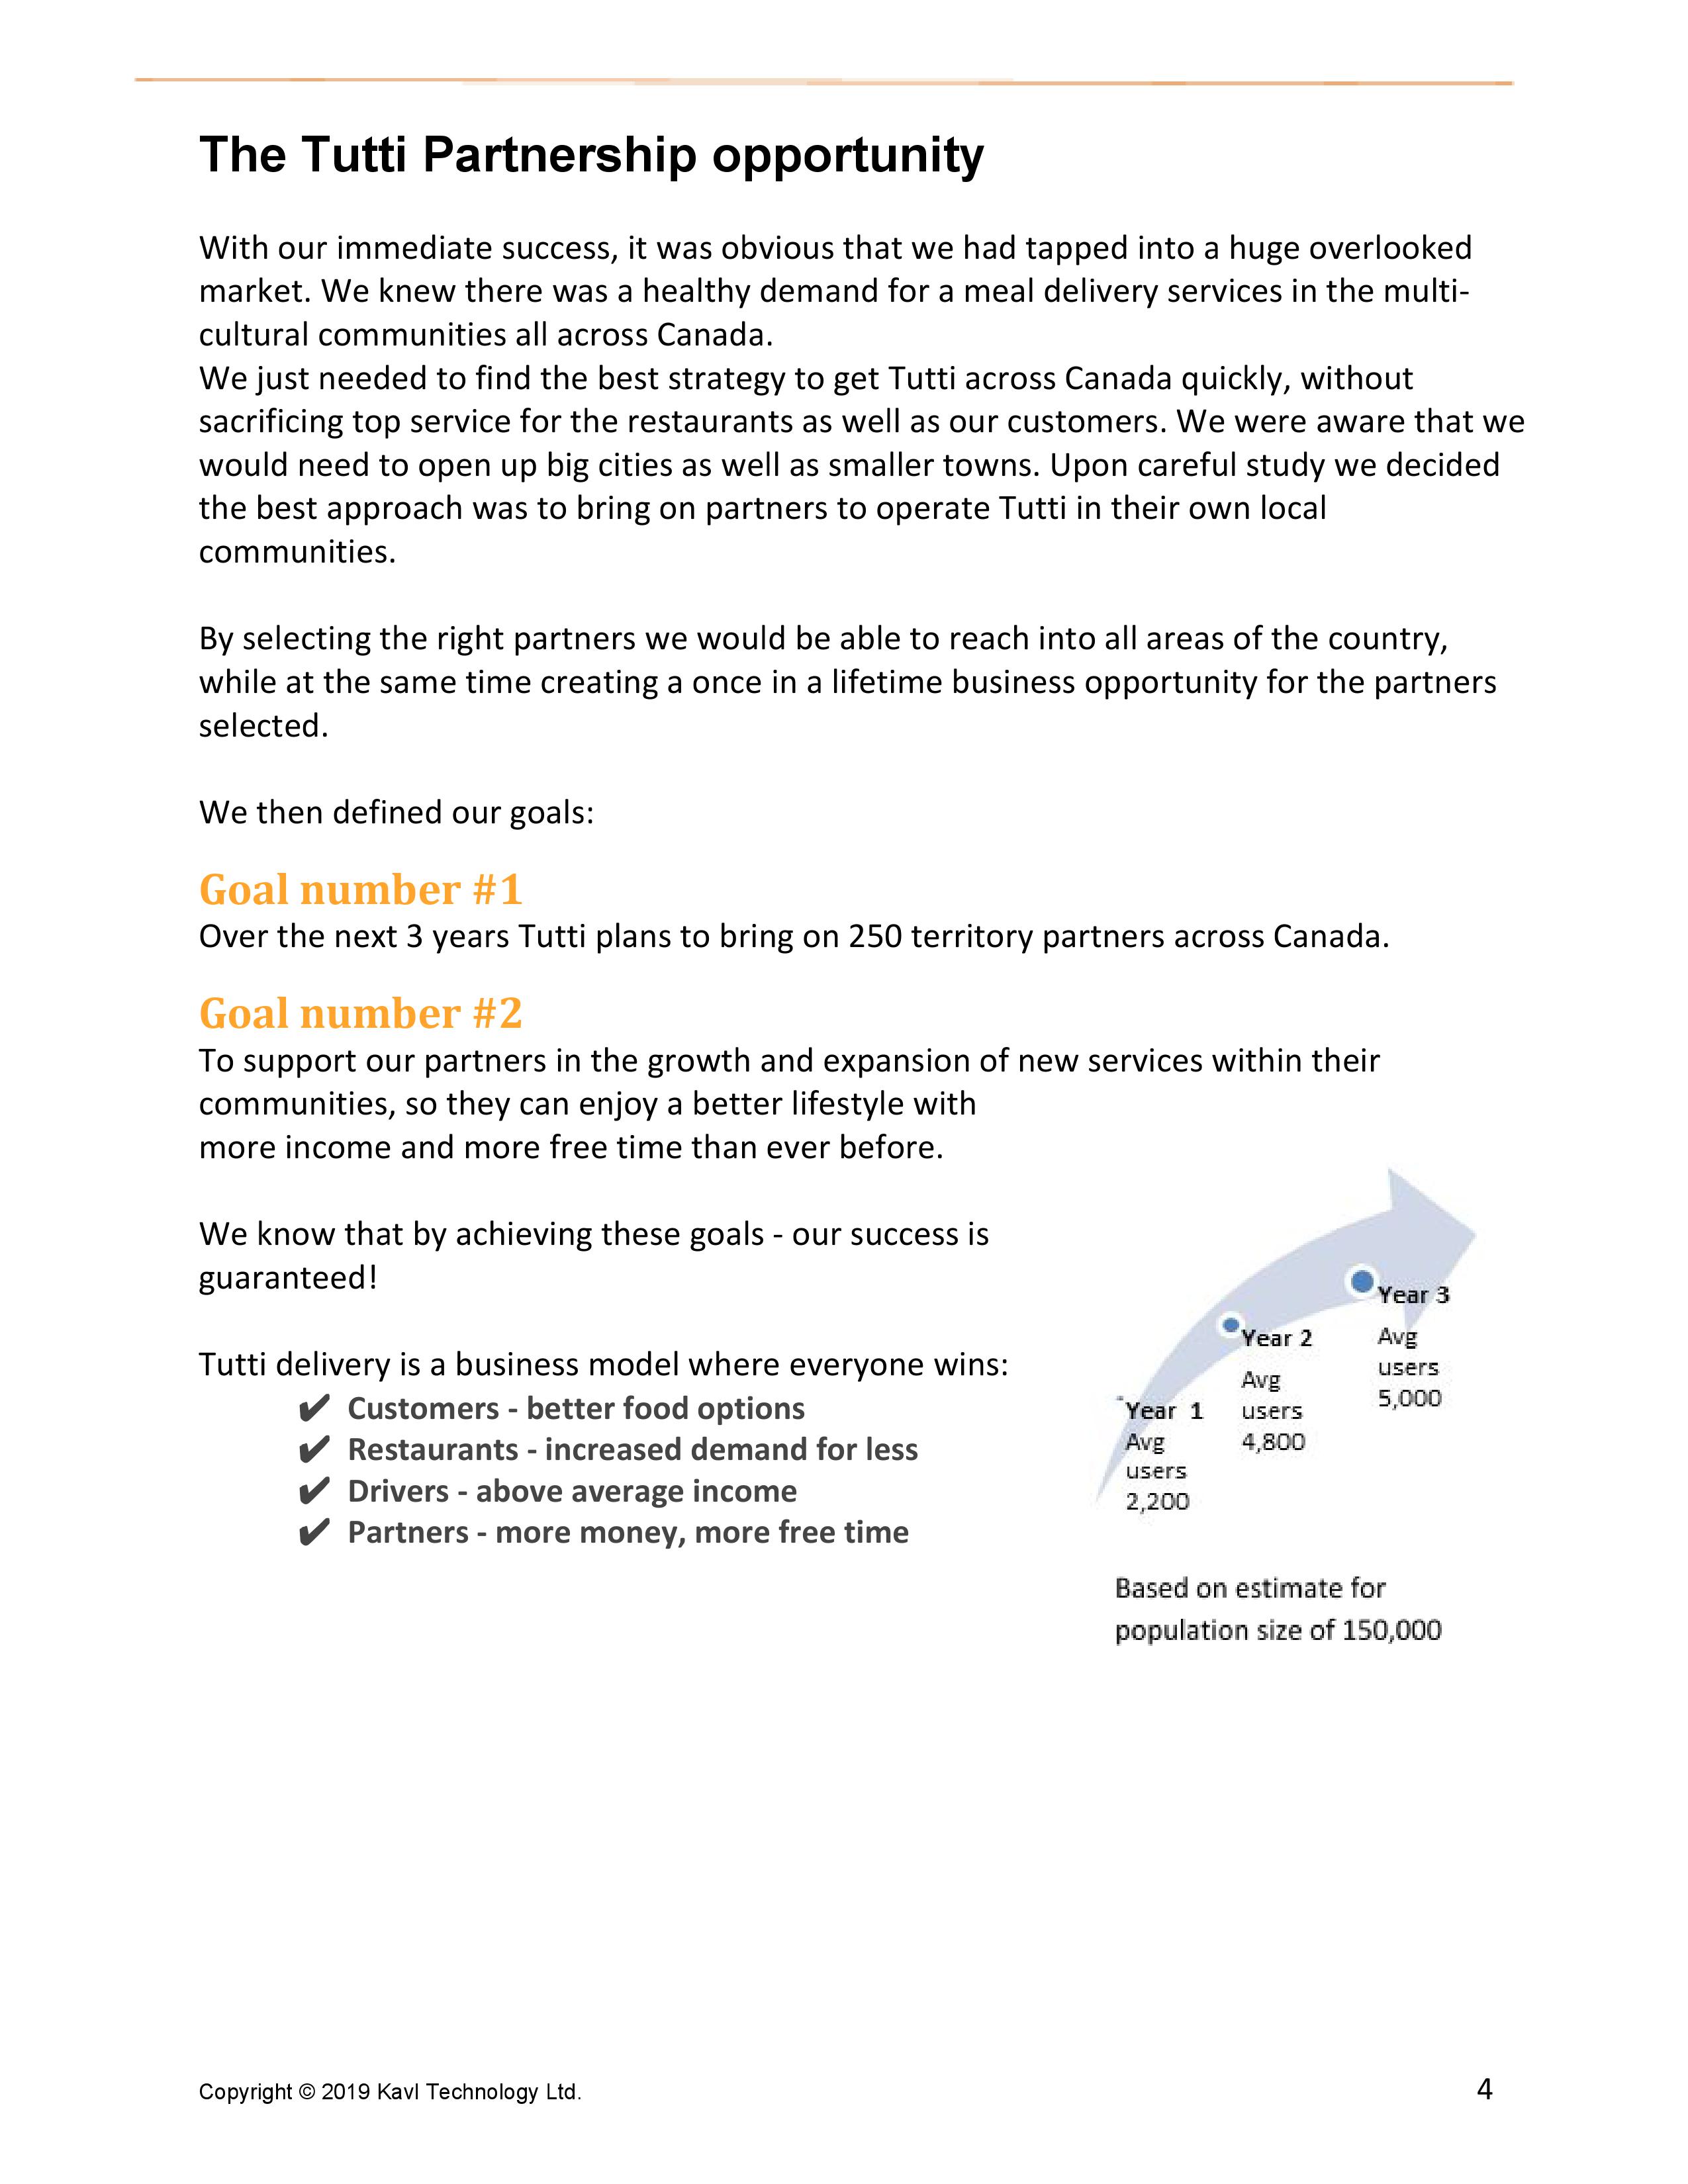 The Tutti Partnership opportunity
With our immediate success, it was obvious that we had tapped into a huge overlooked
market. We knew there was a healthy demand for a meal delivery services in the multi-
cultural communities all across Canada.
We just needed to find the best strategy to get Tutti across Canada quickly, without
sacrificing top service for the restaurants as well as our customers. We were aware that we
would need to open up big cities as well as smaller towns. Upon careful study we decided
the best approach was to bring on partners to operate Tutti in their own local
communities.
By selecting the right partners we would be able to reach into all areas of the country,
while at the same time creating a once in a lifetime business opportunity for the partners
selected.
We then defined our goals:
Goal number #1
Over the next 3 years Tutti plans to bring on 250 territory partners across Canada.
Goal number #2
To support our partners in the growth and expansion of new services within their
communities, so they can enjoy a better lifestyle with
more income and more free time than ever before.
We know that by achieving these goals - our success is
guaranteed!
Tutti delivery is a business model where everyone wins:
✔ Customers - better food options
✔ Restaurants - increased demand for less
✔ Drivers - above average income
✔ Partners - more money, more free time
Year 1
Avg
users
2,200
Year 2
Avg
users
4,800
Year 3
Avg
users
5,000
Based on estimate for
population size of 150,000
Copyright © 2019 Kavl Technology Ltd.
4